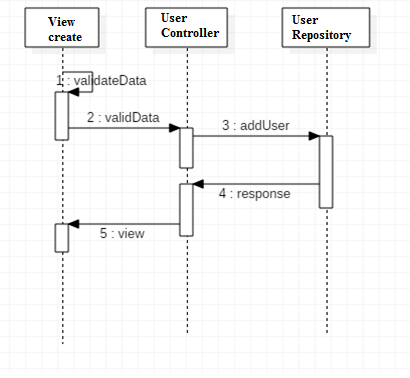 View
create
User
Controller
User
Repository
1 : validateData
2 : validData
3 : addUser
4 : response
5 : view